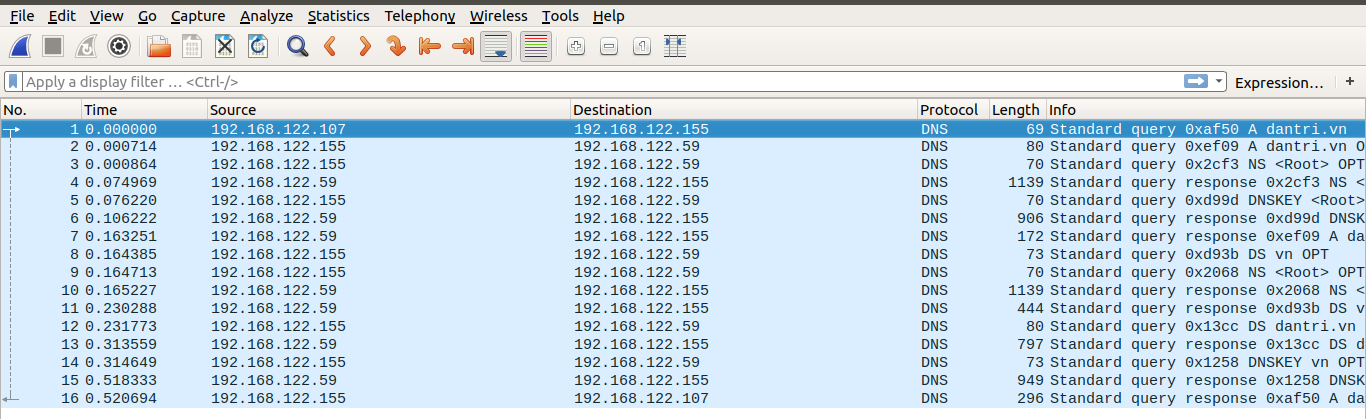 File Edit View Go Capture Analyze Statistics Telephony Wireless Tools Help
Apply a display filter … <Ctrl-/> Expression… +
No. Time Source Destination Protocol Length Info
1 0.000000 192.168.122.107 192.168.122.155 DNS 69 Standard query 0xaf50 A dantri.vn
2 0.000714 192.168.122.155 192.168.122.59 DNS 80 Standard query 0xef09 A dantri.vn O
3 0.000864 192.168.122.155 192.168.122.59 DNS 70 Standard query 0x2cf3 NS <Root> OPT
4 0.074969 192.168.122.59 192.168.122.155 DNS 1139 Standard query response 0x2cf3 NS <
5 0.076220 192.168.122.155 192.168.122.59 DNS 70 Standard query 0xd99d DNSKEY <Root>
6 0.106222 192.168.122.59 192.168.122.155 DNS 906 Standard query response 0xd99d DNSK
7 0.163251 192.168.122.59 192.168.122.155 DNS 172 Standard query response 0xef09 A da
8 0.164385 192.168.122.155 192.168.122.59 DNS 73 Standard query 0xd93b DS vn OPT
9 0.164713 192.168.122.155 192.168.122.59 DNS 70 Standard query 0x2068 NS <Root> OPT
10 0.165227 192.168.122.59 192.168.122.155 DNS 1139 Standard query response 0x2068 NS <
11 0.230288 192.168.122.59 192.168.122.155 DNS 444 Standard query response 0xd93b DS v
12 0.231773 192.168.122.155 192.168.122.59 DNS 80 Standard query 0x13cc DS dantri.vn
13 0.313559 192.168.122.59 192.168.122.155 DNS 797 Standard query response 0x13cc DS d
14 0.314649 192.168.122.155 192.168.122.59 DNS 73 Standard query 0x1258 DNSKEY vn OPT
15 0.518333 192.168.122.59 192.168.122.155 DNS 949 Standard query response 0x1258 DNSK
16 0.520694 192.168.122.155 192.168.122.107 DNS 296 Standard query response 0xaf50 A da